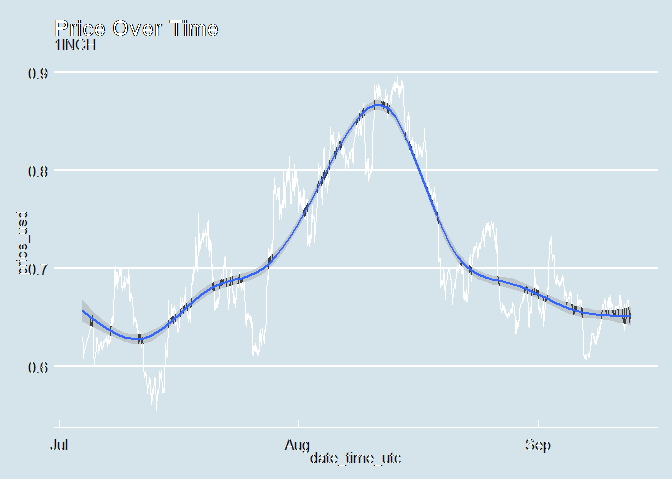 Price Over Time
1INCH
0.9
0.8
price_usd
0.7
0.6
Jul
Aug
Sep
date_time_utc